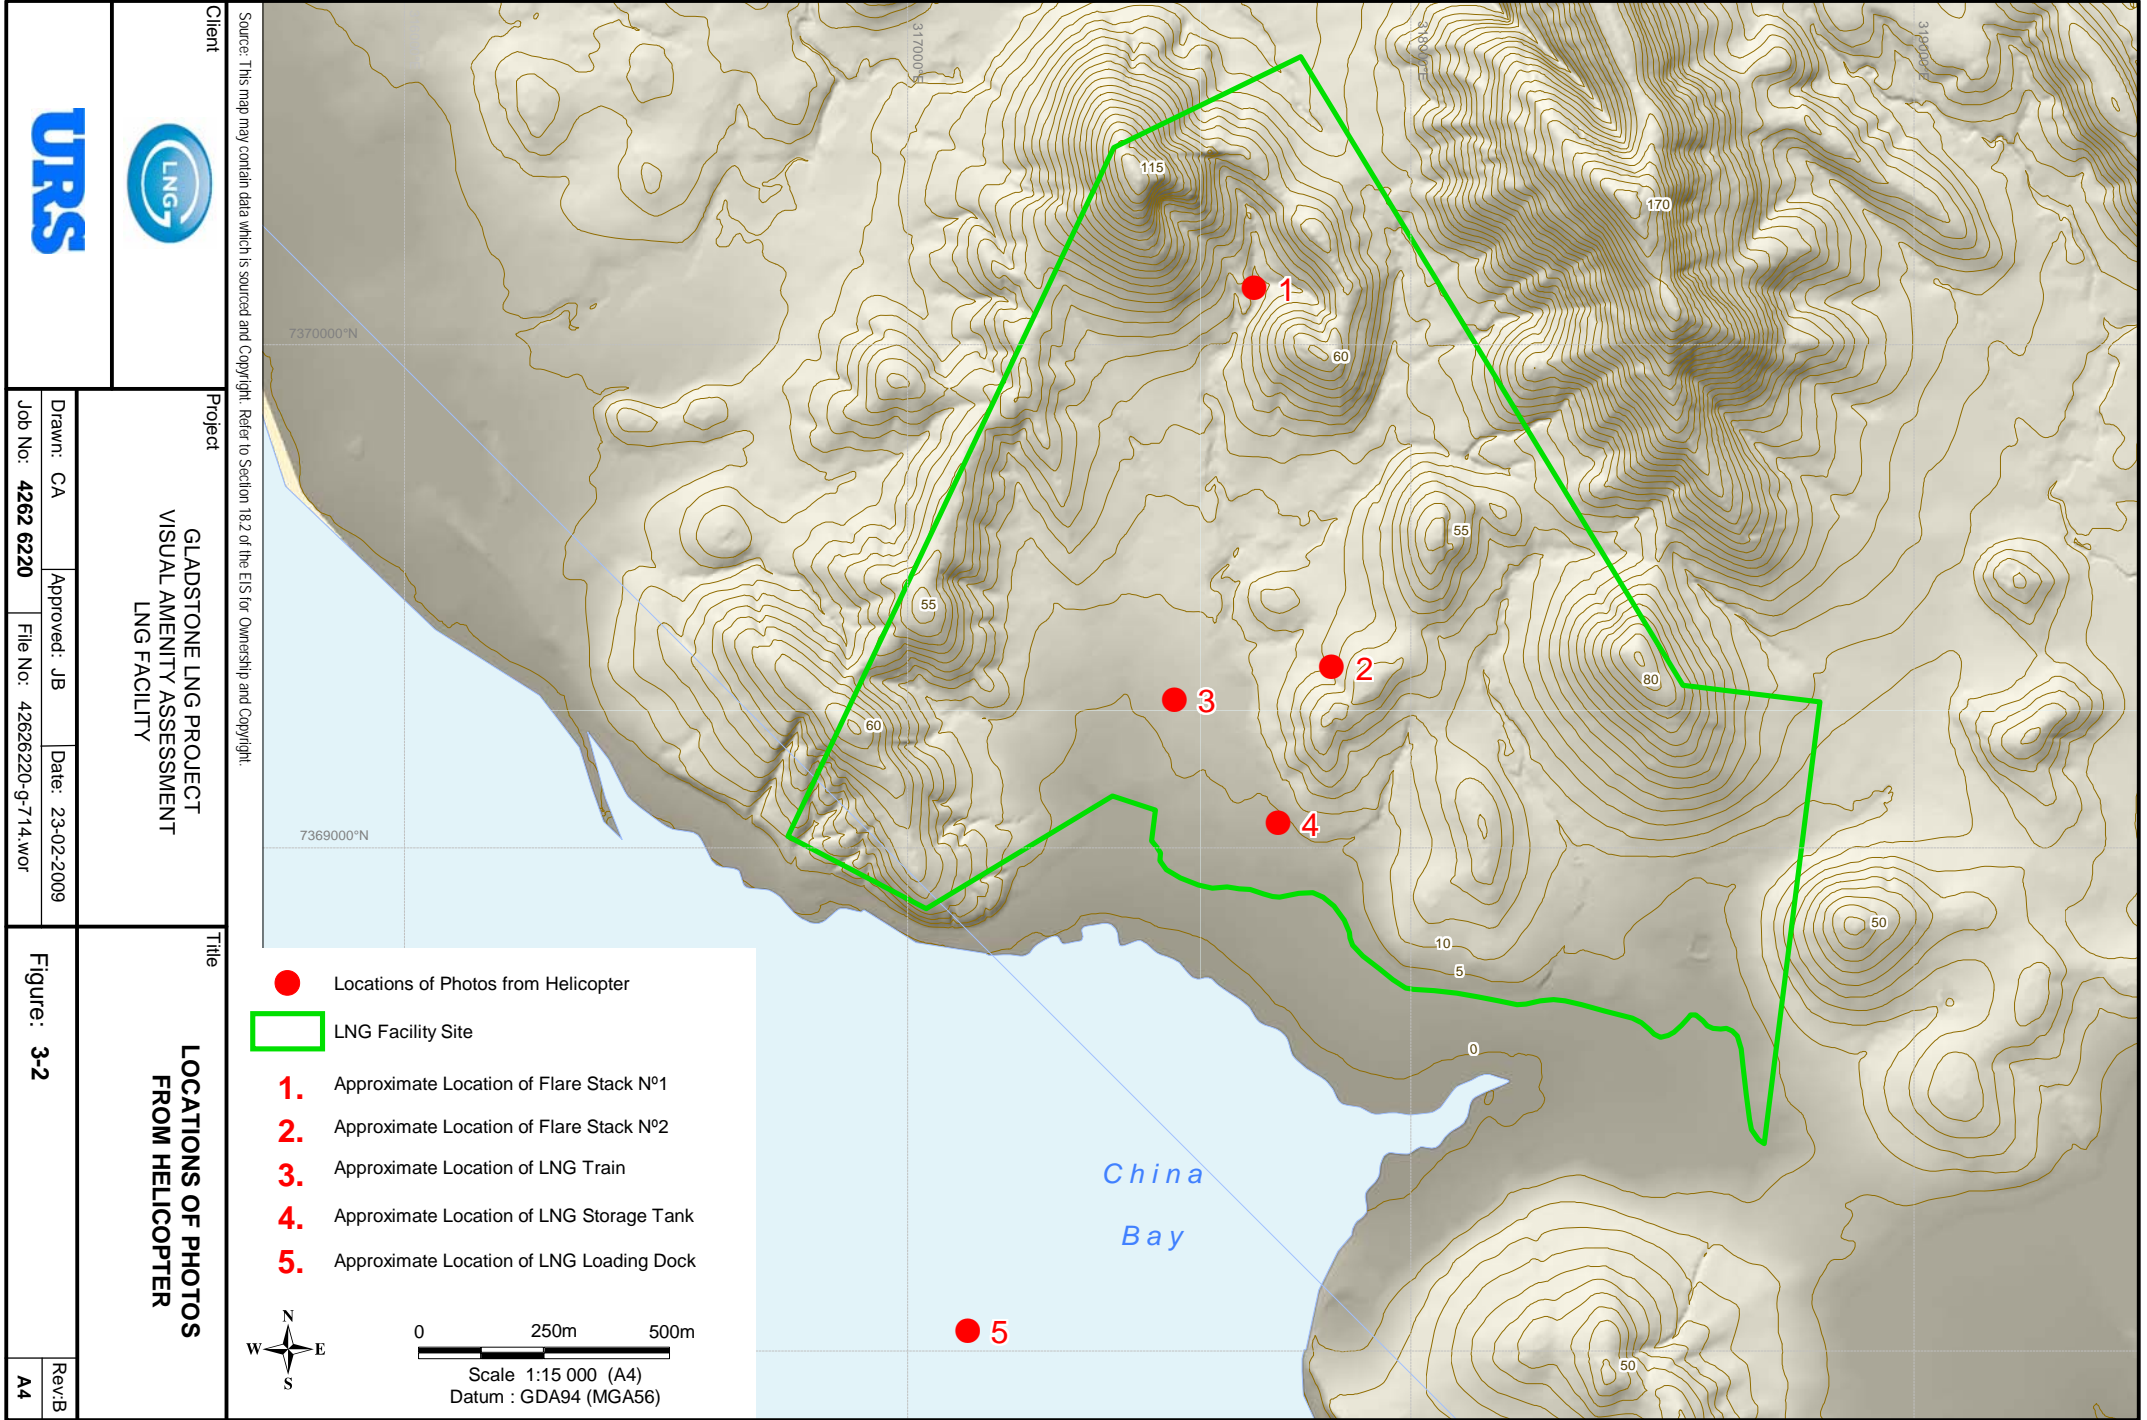 Source: This map may contain data which is sourced and Copyright. Refer to Section 18.2 of the EIS for Ownership and Copyright.
317000°E
318000°E
319000°E
7370000°N
7369000°N
115
170
60
55
55
60
80
50
10
5
0
50
1
2
3
4
5
China
Bay
Locations of Photos from Helicopter
LNG Facility Site
1. Approximate Location of Flare Stack Nº1
2. Approximate Location of Flare Stack Nº2
3. Approximate Location of LNG Train
4. Approximate Location of LNG Storage Tank
5. Approximate Location of LNG Loading Dock
N
W E
S
0 250m 500m
Scale 1:15 000 (A4)
Datum : GDA94 (MGA56)
Client
LNG
URS
Project
GLADSTONE LNG PROJECT
VISUAL AMENITY ASSESSMENT
LNG FACILITY
Drawn: CA
Approved: JB
Date: 23-02-2009
Job No: 4262 6220
File No: 42626220-g-714.wor
Title
LOCATIONS OF PHOTOS
FROM HELICOPTER
Figure: 3-2
Rev:B
A4